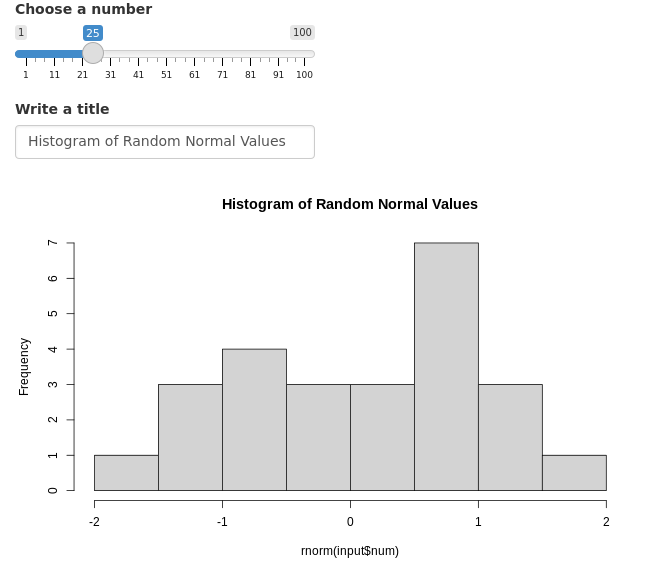 Choose a number
1 25 100
1 11 21 31 41 51 61 71 81 91 100
Write a title
Histogram of Random Normal Values
Histogram of Random Normal Values
7
6
5
4
3
2
1
0
Frequency
-2 -1 0 1 2
rnorm(input$num)